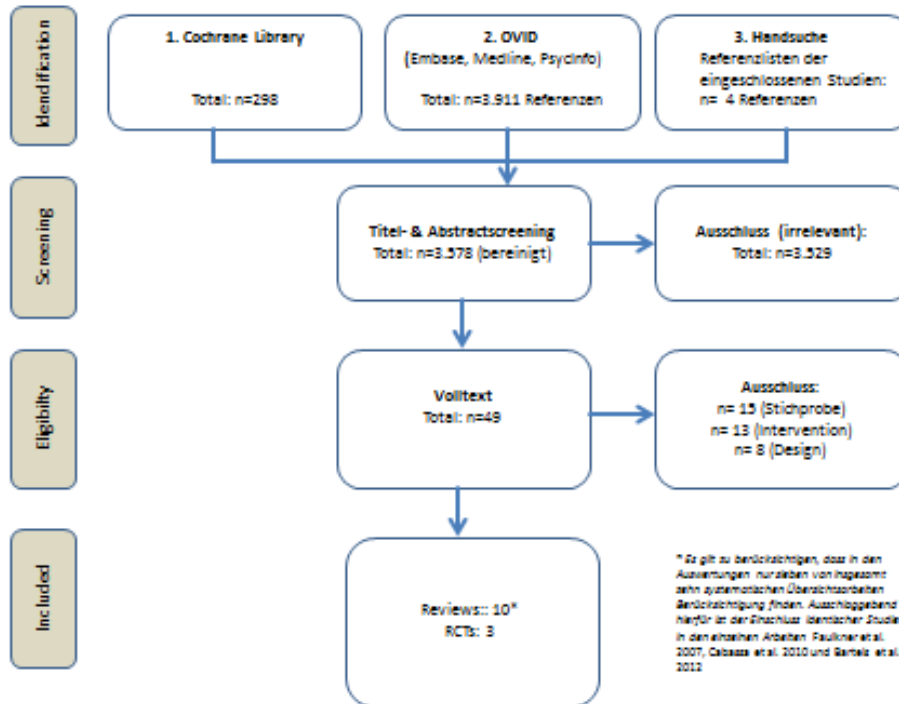 Idendification
1. Cochrane Library
Total: n=298
2. OVID
(Embase, Medline, PsycInfo)
Total: n=3.911 Referenzen
3. Handsuche
Referenzlisten der
eingeschlossenen Studien:
n= 4 Referenzen
Screening
Titel- & Abstractscreening
Total: n=3.578 (bereinigt)
Ausschluss (irrelevant):
Total: n=3.529
Eligibilty
Volltext
Total: n=49
Ausschluss:
n= 15 (Stichprobe)
n= 13 (Intervention)
n= 8 (Design)
Included
Reviews:: 10*
RCTs: 3
* Es gilt zu berücksichtigen, dass in den
Auswertungen nur sieben von insgesamt
zehn systematischen Übersichtsarbeiten
Berücksichtigung finden. Ausschlaggebend
hierfür ist der Einschluss identischer Studie
in den einzelnen Arbeiten Faulkner et al.
2007, Cabassa et al. 2010 und Bartels et al.
2012